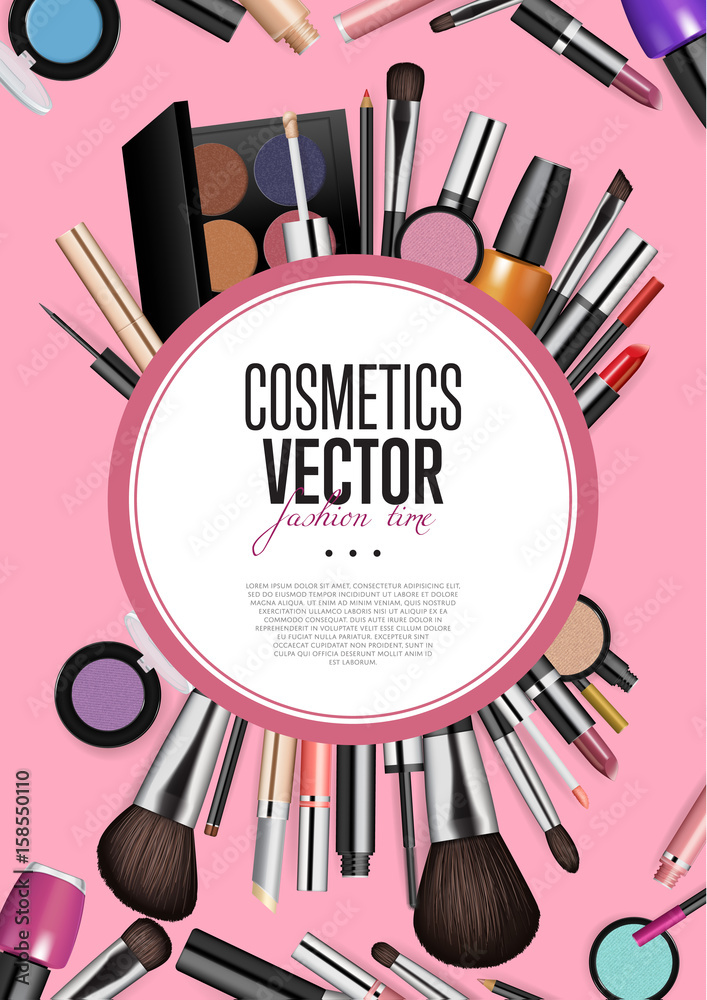 COSMETICS
VECTOR
fashion time
...
LOREM IPSUM DOLOR SIT AMET, CONSECTETUR ADIPISICING ELIT,
SED DO EIUSMOD TEMPOR INCIDIDUNT UT LABORE ET DOLORE
MAGNA ALIQUA. UT ENIM AD MINIM VENIAM, QUIS NOSTRUD
EXERCITATION ULLAMCO LABORIS NISI UT ALIQUIP EX EA
COMMODO CONSEQUAT. DUIS AUTE IRURE DOLOR IN
REPREHENDERIT IN VOLUPTATE VELIT ESSE CILLUM
DOLORE EU FUGIAT NULLA PARIATUR. EXCEPTEUR SINT
OCCAECAT CUPIDATAT NON PROIDENT, SUNT IN
CULPA QUI OFFICIA DESERUNT MOLLIT ANIM ID
EST LABORUM.
Adobe Stock | #158550110